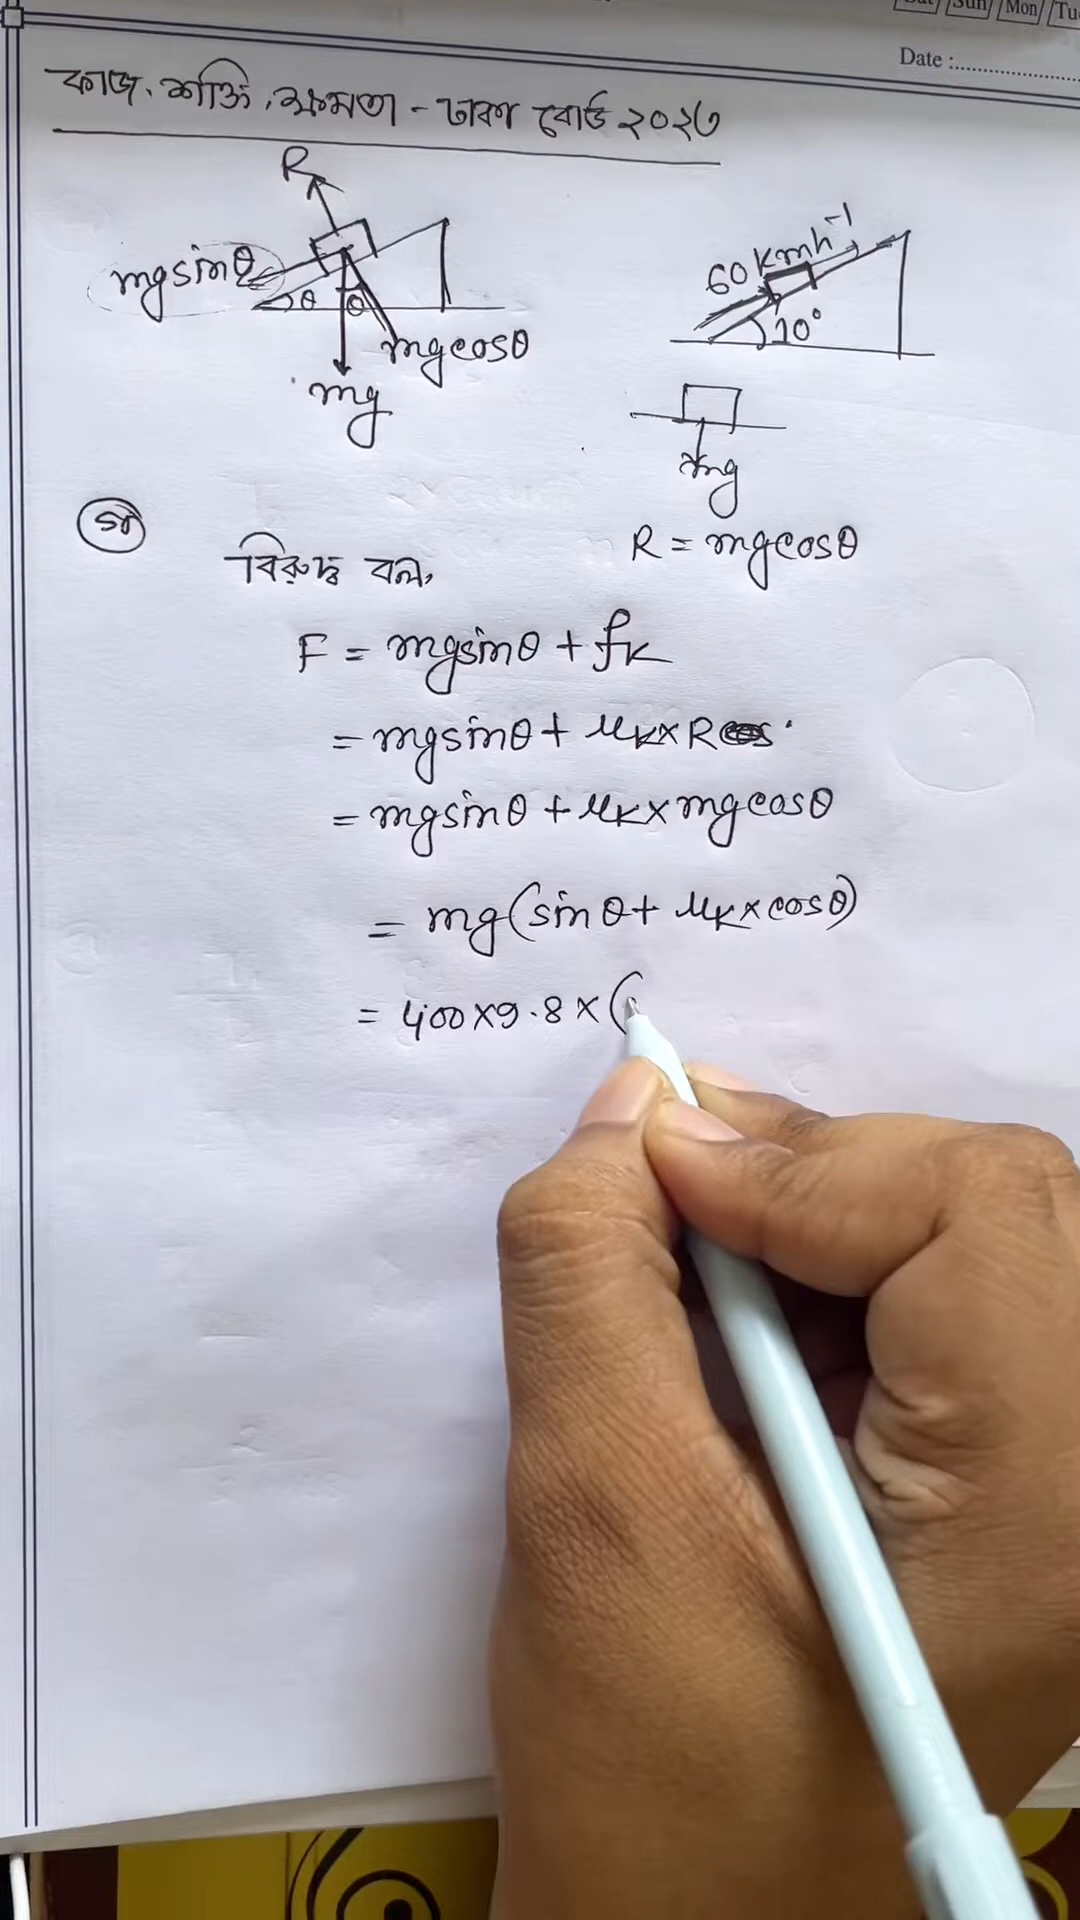 Sat Sun Mon Tu
Date :
কাজ, শক্তি, ক্ষমতা - ঢাকা বোর্ড ২০২৩
R
mgsinθ
θ
θ
mgcosθ
mg
60 kmh⁻¹
20°
mg
গ
বিরুদ্ধ বল,
R = mgcosθ
F = mgsinθ + fk
= mgsinθ + μk × R
= mgsinθ + μk × mgcosθ
= mg(sinθ + μk × cosθ)
= 400 × 9.8 × (